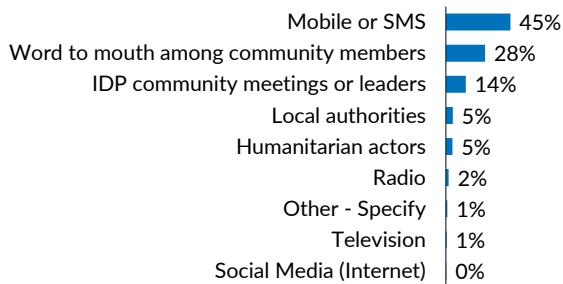 Mobile or SMS 45%
Word to mouth among community members 28%
IDP community meetings or leaders 14%
Local authorities 5%
Humanitarian actors 5%
Radio 2%
Other - Specify 1%
Television 1%
Social Media (Internet) 0%